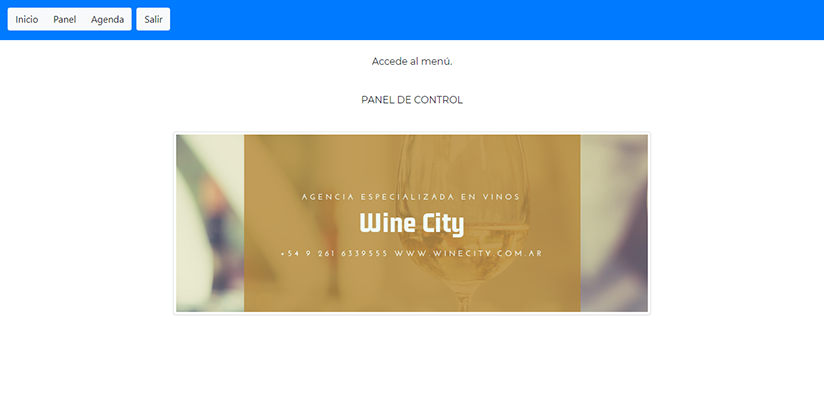 Inicio Panel Agenda Salir
Accede al menú.
PANEL DE CONTROL
AGENCIA ESPECIALIZADA EN VINOS
Wine City
+54 9 261 6339555 WWW.WINECITY.COM.AR